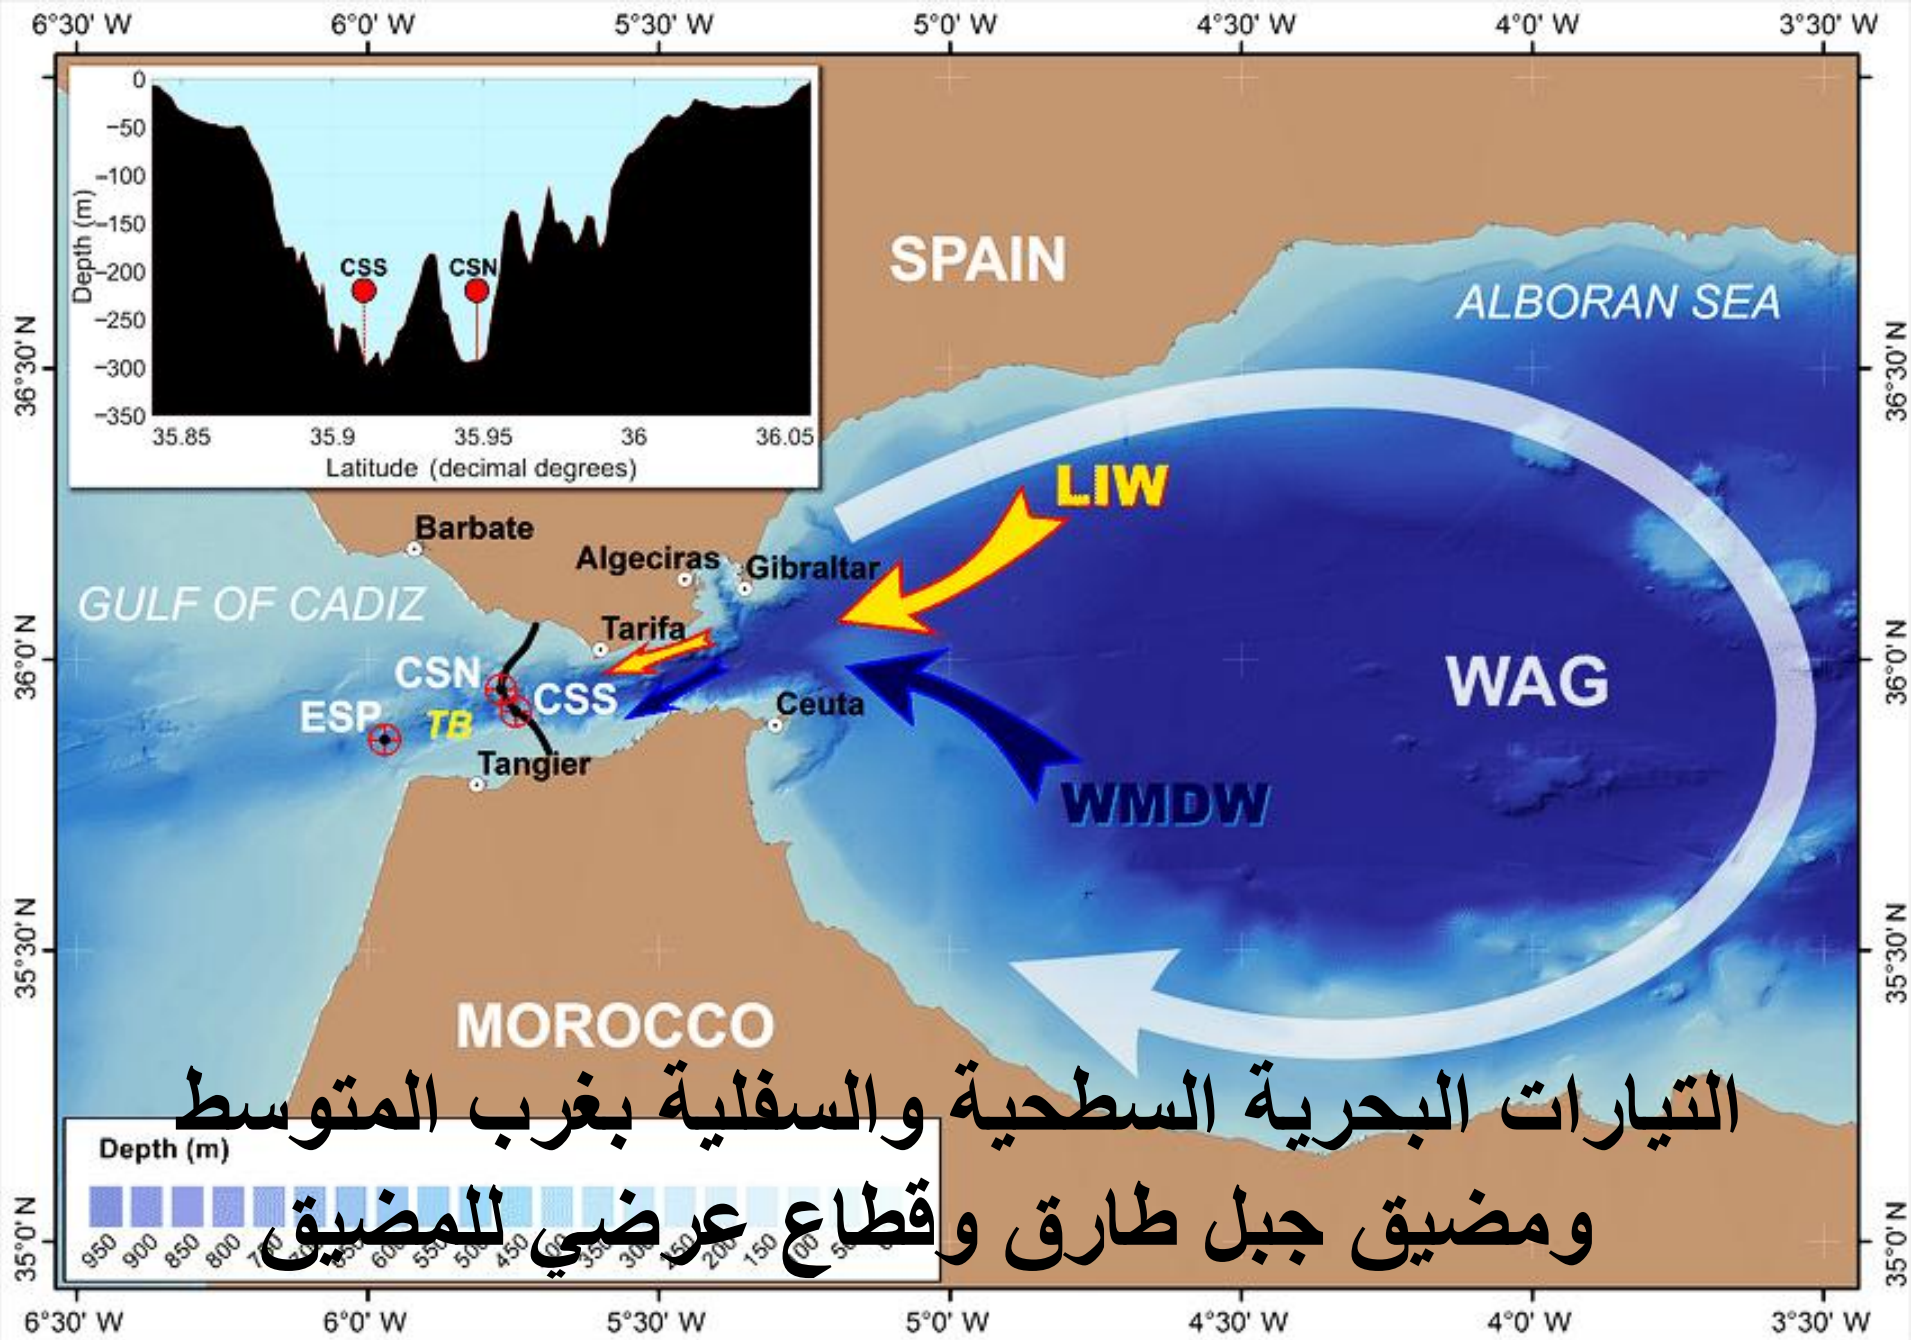 6°30' W 6°0' W 5°30' W 5°0' W 4°30' W 4°0' W 3°30' W
0
−50
−100
−150
−200
−250
−300
−350
Depth (m)
CSS CSN
35.85 35.9 35.95 36 36.05
Latitude (decimal degrees)
SPAIN
ALBORAN SEA
36°30' N
36°30' N
LIW
Barbate
Algeciras
Gibraltar
GULF OF CADIZ
Tarifa
36°0' N
36°0' N
CSN
CSS
WAG
ESP
TB
Ceuta
Tangier
WMDW
35°30' N
35°30' N
MOROCCO
التيارات البحرية السطحية والسفلية بغرب المتوسط
ومضيق جبل طارق وقطاع عرضي للمضيق
Depth (m)
950 900 850 800 550 450 200 150
35°0' N
35°0' N
6°30' W 6°0' W 5°30' W 5°0' W 4°30' W 4°0' W 3°30' W